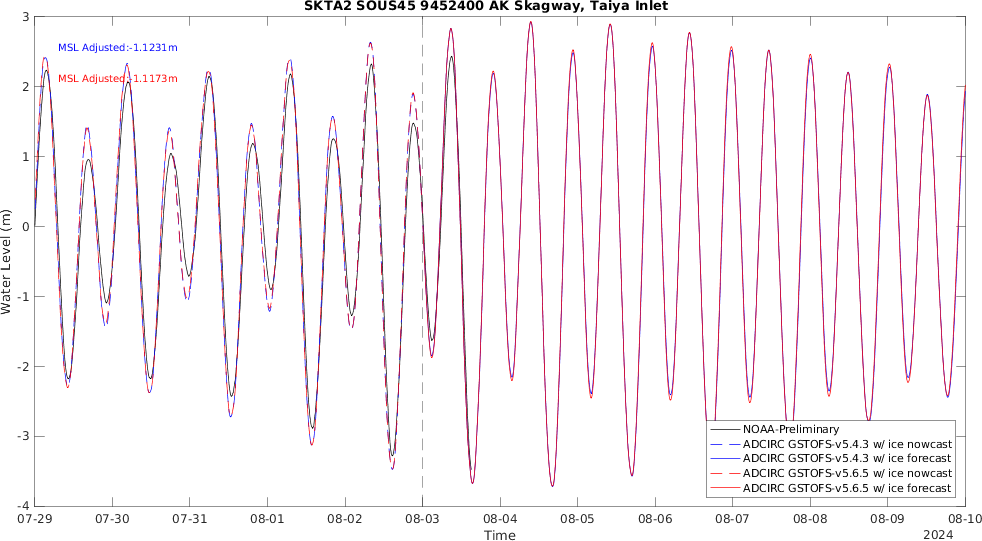 SKTA2 SOUS45 9452400 AK Skagway, Taiya Inlet
MSL Adjusted:-1.1231m
MSL Adjusted:-1.1173m
Water Level (m)
3
2
1
0
-1
-2
-3
-4
NOAA-Preliminary
ADCIRC GSTOFS-v5.4.3 w/ ice nowcast
ADCIRC GSTOFS-v5.4.3 w/ ice forecast
ADCIRC GSTOFS-v5.6.5 w/ ice nowcast
ADCIRC GSTOFS-v5.6.5 w/ ice forecast
07-29 07-30 07-31 08-01 08-02 08-03 08-04 08-05 08-06 08-07 08-08 08-09 08-10
Time
2024